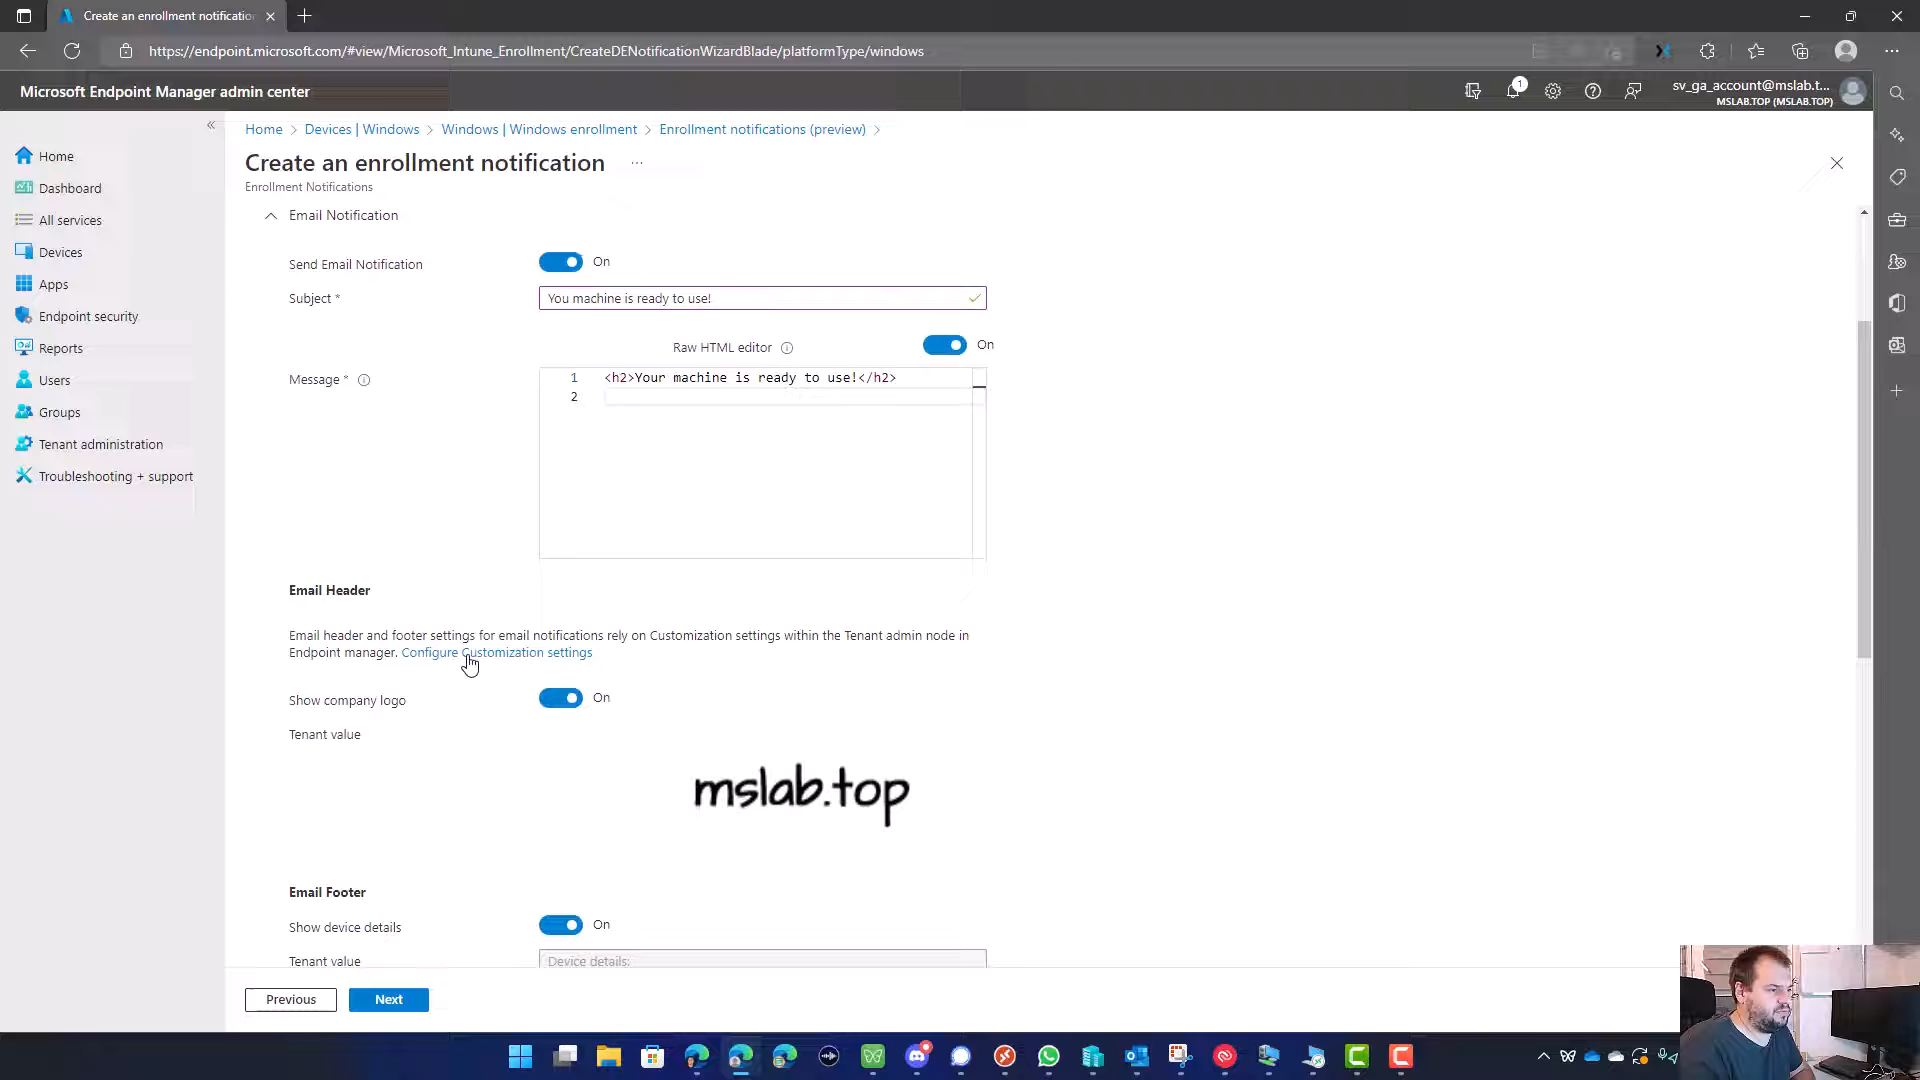 Create an enrollment notificatio
https://endpoint.microsoft.com/#view/Microsoft_Intune_Enrollment/CreateDENotificationWizardBlade/platformType/windows
Microsoft Endpoint Manager admin center
1
sv_ga_account@mslab.t...
MSLAB.TOP (MSLAB.TOP)
Home > Devices | Windows > Windows | Windows enrollment > Enrollment notifications (preview) >
Create an enrollment notification ...
Enrollment Notifications
Home
Dashboard
All services
Devices
Apps
Endpoint security
Reports
Users
Groups
Tenant administration
Troubleshooting + support
Email Notification
Send Email Notification On
Subject * You machine is ready to use!
Raw HTML editor On
Message *
1 <h2>Your machine is ready to use!</h2>
2
Email Header
Email header and footer settings for email notifications rely on Customization settings within the Tenant admin node in
Endpoint manager. Configure Customization settings
Show company logo On
Tenant value
mslab.top
Email Footer
Show device details On
Tenant value Device details:
Previous Next